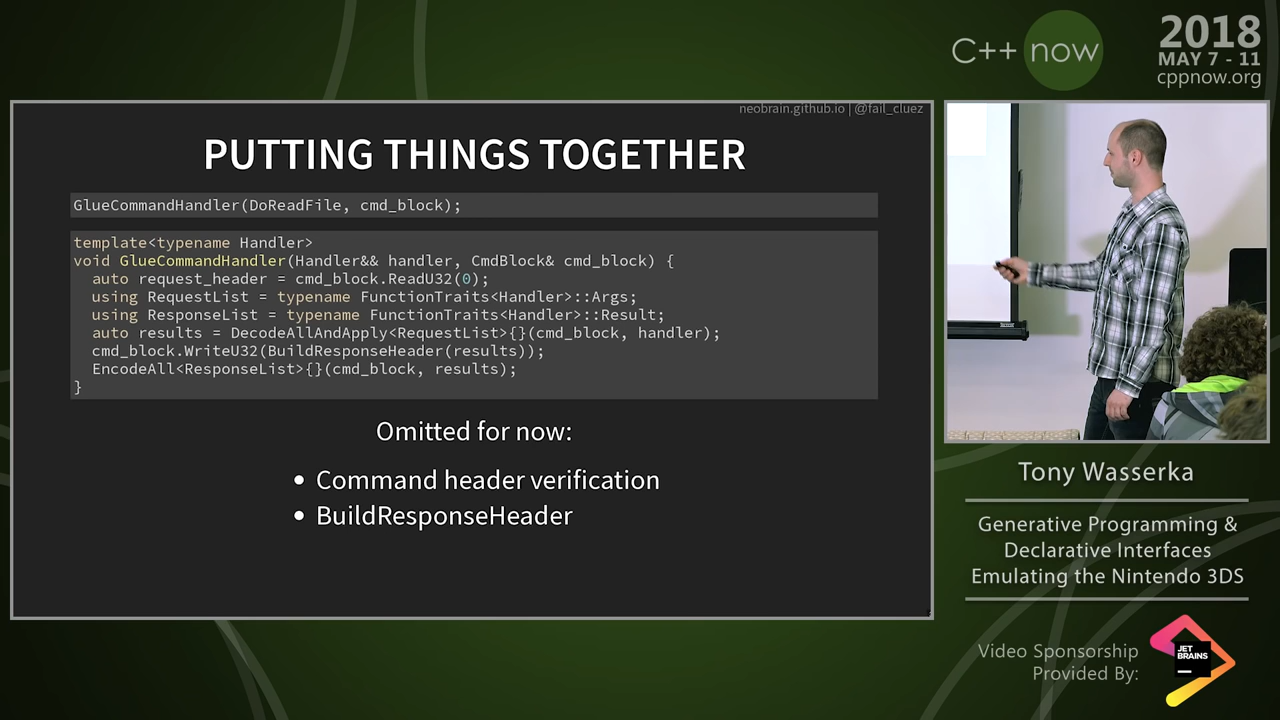 C++ now
2018
MAY 7 - 11
cppnow.org
neobrain.github.io | @fail_cluez
PUTTING THINGS TOGETHER
GlueCommandHandler(DoReadFile, cmd_block);
template<typename Handler>
void GlueCommandHandler(Handler&& handler, CmdBlock& cmd_block) {
  auto request_header = cmd_block.ReadU32(0);
  using RequestList = typename FunctionTraits<Handler>::Args;
  using ResponseList = typename FunctionTraits<Handler>::Result;
  auto results = DecodeAllAndApply<RequestList>{}(cmd_block, handler);
  cmd_block.WriteU32(BuildResponseHeader(results));
  EncodeAll<ResponseList>{}(cmd_block, results);
}
Omitted for now:
• Command header verification
• BuildResponseHeader
Tony Wasserka
Generative Programming &
Declarative Interfaces
Emulating the Nintendo 3DS
Video Sponsorship
Provided By:
JET
BRAINS